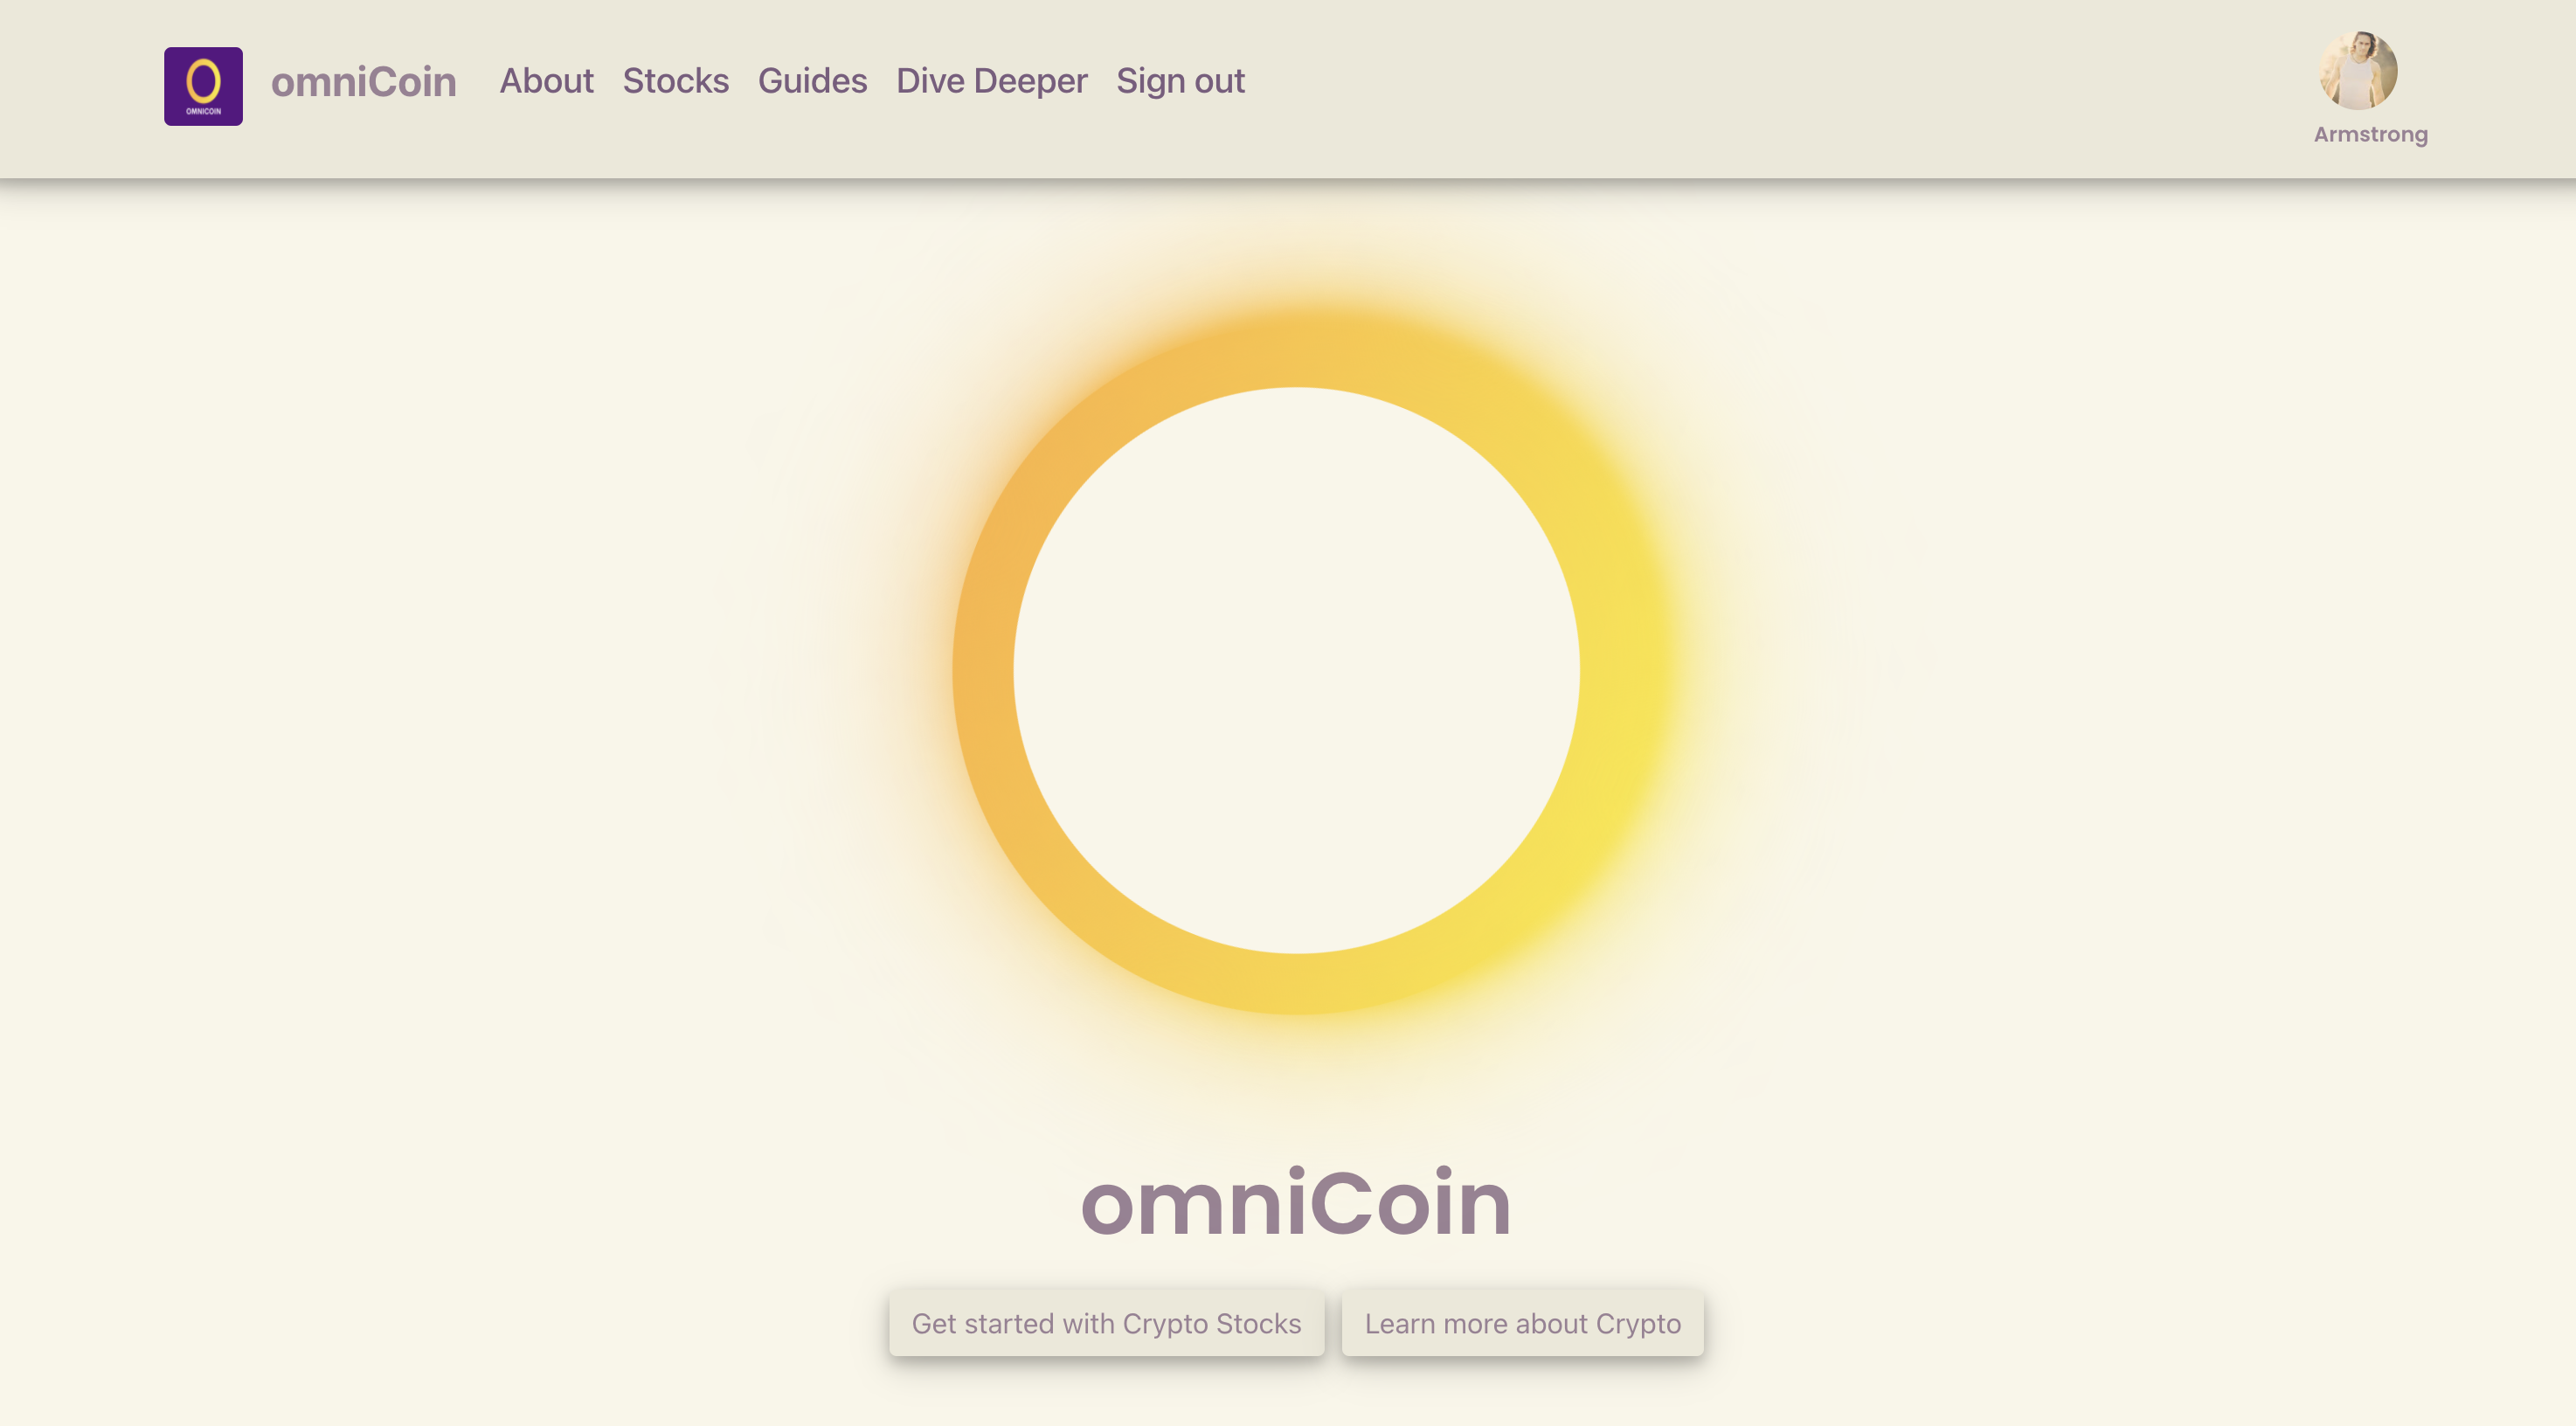 OMNICOIN
omniCoin About Stocks Guides Dive Deeper Sign out
Armstrong
omniCoin
Get started with Crypto Stocks
Learn more about Crypto